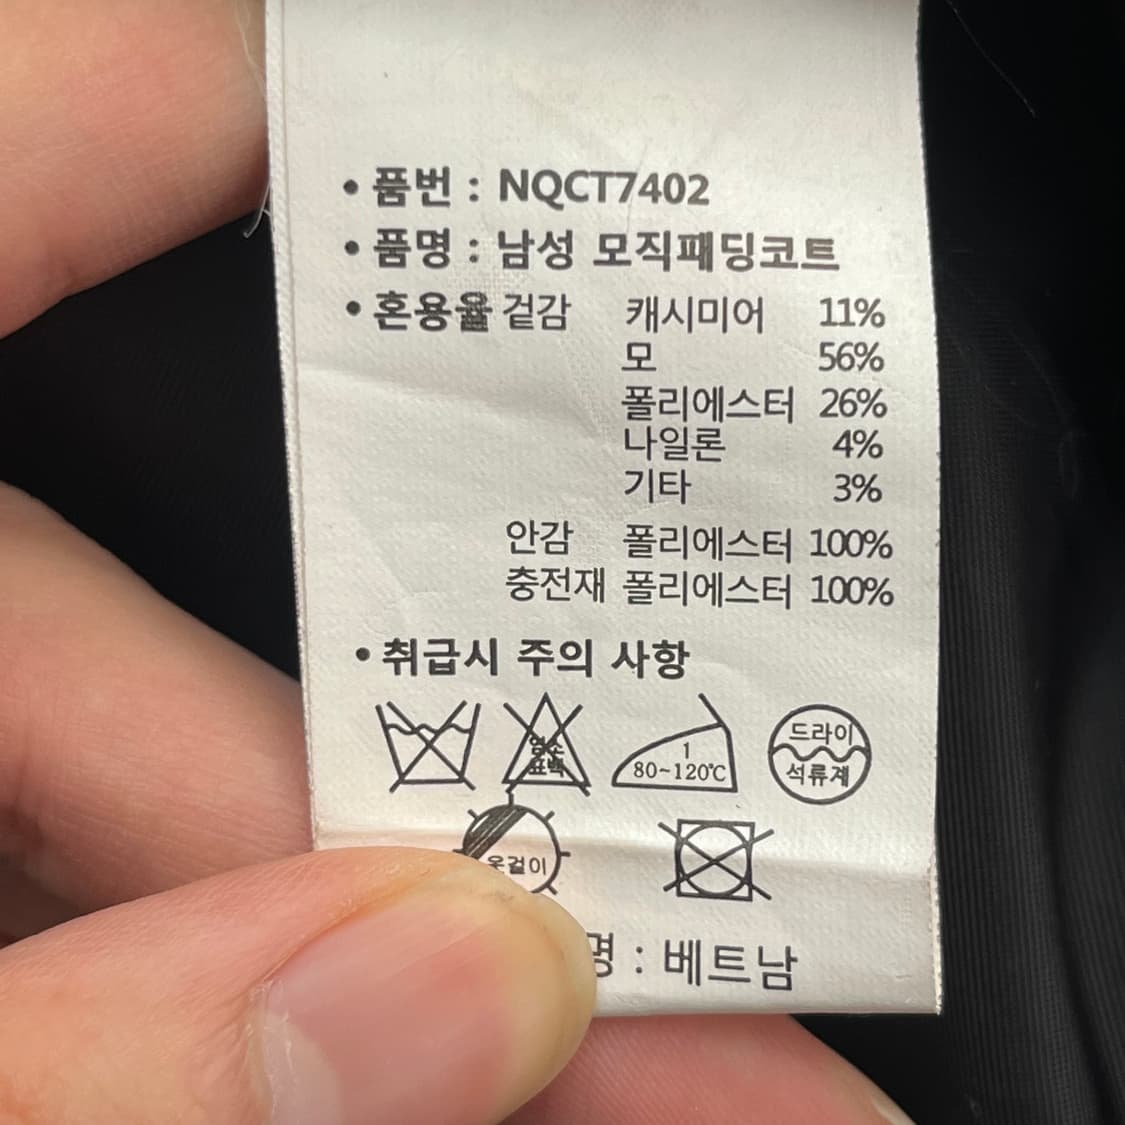 • 품번 : NQCT7402
• 품명 : 남성 모직패딩코트
• 혼용율 겉감 캐시미어 11%
모 56%
폴리에스터 26%
나일론 4%
기타 3%
안감 폴리에스터 100%
충전재 폴리에스터 100%
• 취급시 주의 사항
염소
표백
1
80~120℃
드라이
석류계
옷걸이
명 : 베트남